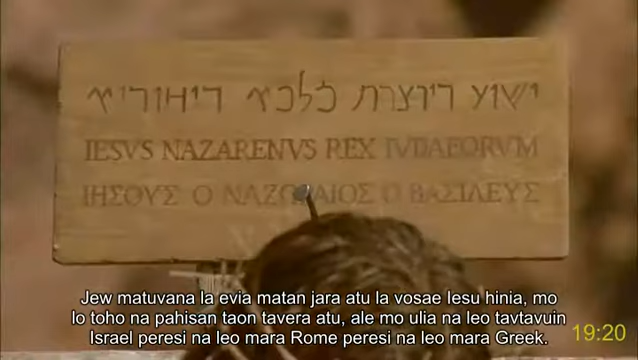 ישוע
IESVS NAZARENVS REX IVDAEORVM
ΙΗΣΟΥΣ Ο ΝΑΖΩΡΑΙΟΣ Ο ΒΑΣΙΛΕΥΣ
Jew matuvana la evia matan jara atu la vosae Iesu hinia, mo
lo toho na pahisan taon tavera atu, ale mo ulia na leo tavtavuin
Israel peresi na leo mara Rome peresi na leo mara Greek.
19:20